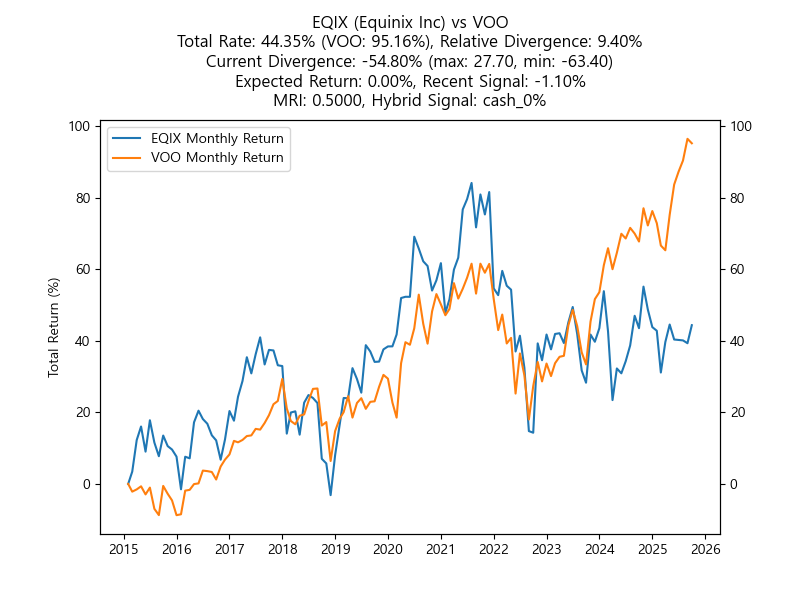 EQIX (Equinix Inc) vs VOO
Total Rate: 44.35% (VOO: 95.16%), Relative Divergence: 9.40%
Current Divergence: -54.80% (max: 27.70, min: -63.40)
Expected Return: 0.00%, Recent Signal: -1.10%
MRI: 0.5000, Hybrid Signal: cash_0%
EQIX Monthly Return
VOO Monthly Return
Total Return (%)
100
80
60
40
20
0
100
80
60
40
20
0
2015 2016 2017 2018 2019 2020 2021 2022 2023 2024 2025 2026